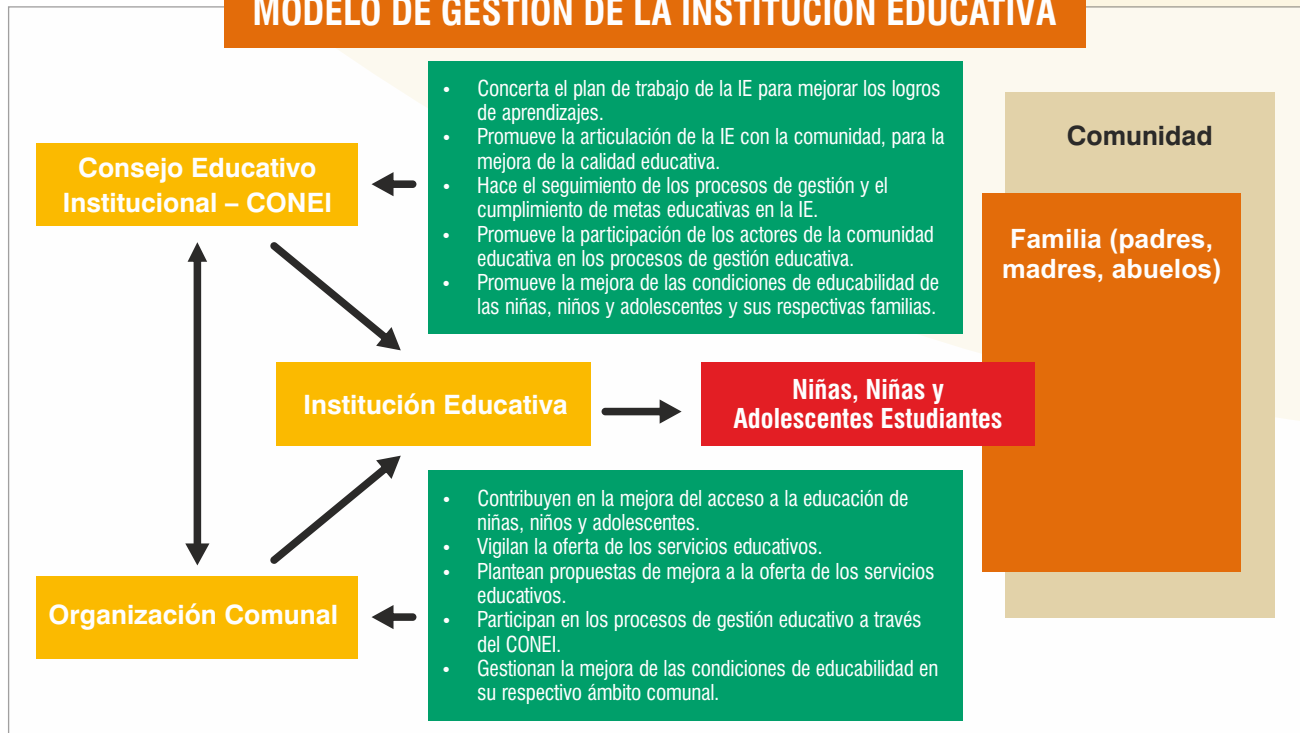 MODELO DE GESTIÓN DE LA INSTITUCIÓN EDUCATIVA
Consejo Educativo
Institucional – CONEI
• Concerta el plan de trabajo de la IE para mejorar los logros
de aprendizajes.
• Promueve la articulación de la IE con la comunidad, para la
mejora de la calidad educativa.
• Hace el seguimiento de los procesos de gestión y el
cumplimiento de metas educativas en la IE.
• Promueve la participación de los actores de la comunidad
educativa en los procesos de gestión educativa.
• Promueve la mejora de las condiciones de educabilidad de
las niñas, niños y adolescentes y sus respectivas familias.
Comunidad
Familia (padres,
madres, abuelos)
Institución Educativa
Niñas, Niñas y
Adolescentes Estudiantes
Organización Comunal
• Contribuyen en la mejora del acceso a la educación de
niñas, niños y adolescentes.
• Vigilan la oferta de los servicios educativos.
• Plantean propuestas de mejora a la oferta de los servicios
educativos.
• Participan en los procesos de gestión educativo a través
del CONEI.
• Gestionan la mejora de las condiciones de educabilidad en
su respectivo ámbito comunal.